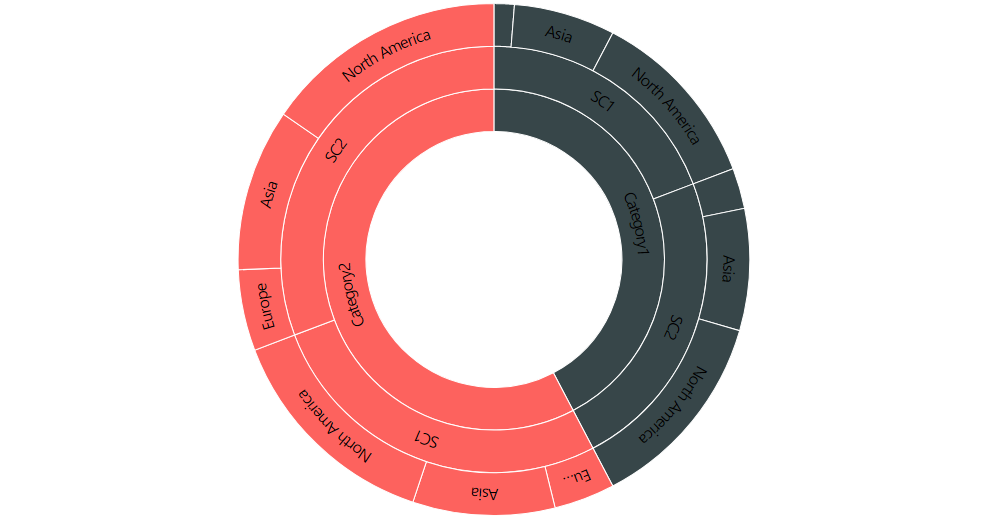 North America
Asia
North America
SC1
SC2
Asia
Category1
Category2
Asia
Europe
SC2
North America
North America
SC1
Eu...
Asia